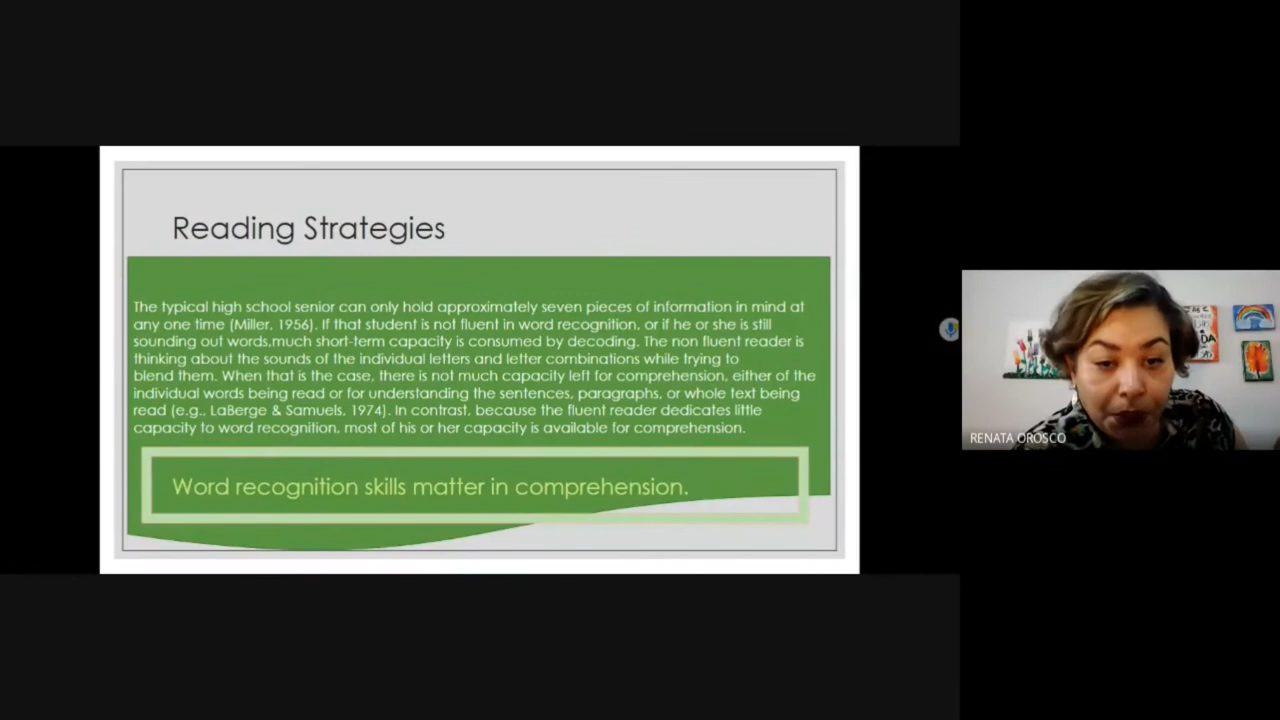 Reading Strategies
The typical high school senior can only hold approximately seven pieces of information in mind at
any one time (Miller, 1956). If that student is not fluent in word recognition, or if he or she is still
sounding out words,much short-term capacity is consumed by decoding. The non fluent reader is
thinking about the sounds of the individual letters and letter combinations while trying to
blend them. When that is the case, there is not much capacity left for comprehension, either of the
individual words being read or for understanding the sentences, paragraphs, or whole text being
read (e.g., LaBerge & Samuels, 1974). In contrast, because the fluent reader dedicates little
capacity to word recognition, most of his or her capacity is available for comprehension.
Word recognition skills matter in comprehension.
RENATA OROSCO